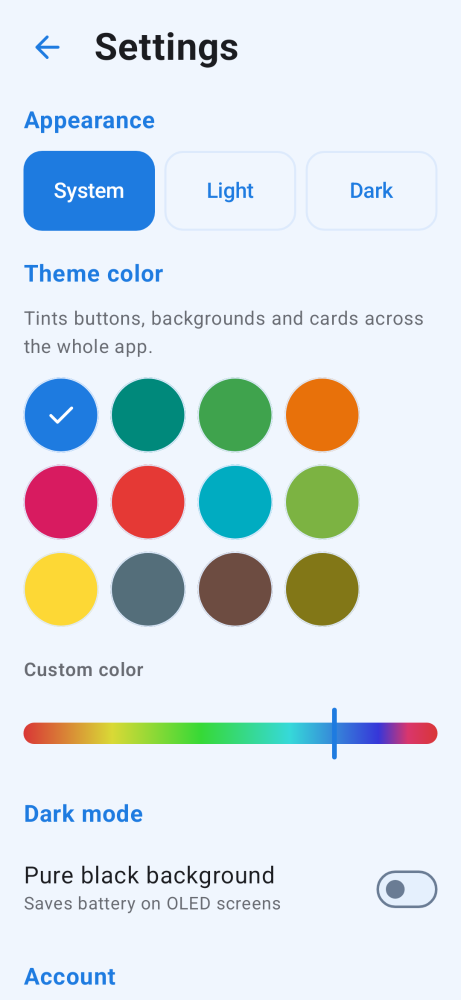 Settings
Appearance
System
Light
Dark
Theme color
Tints buttons, backgrounds and cards across
the whole app.
Custom color
Dark mode
Pure black background
Saves battery on OLED screens
Account